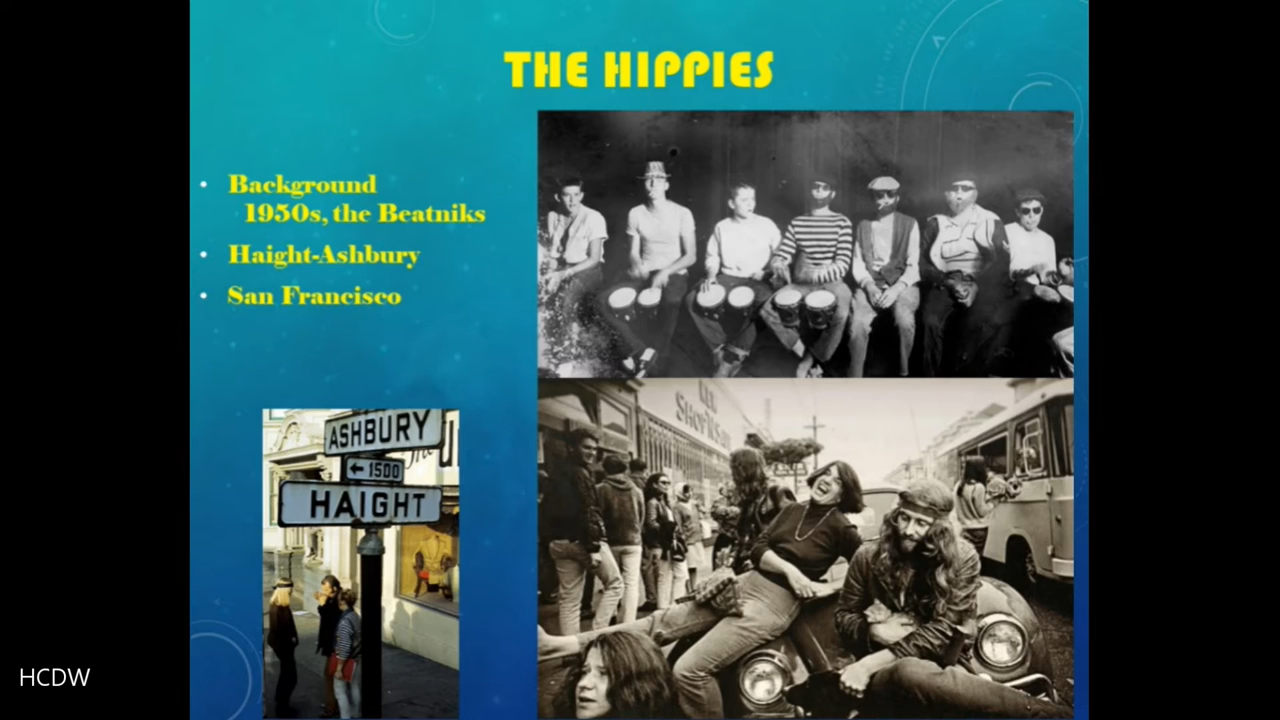 THE HIPPIES
• Background
1950s, the Beatniks
• Haight-Ashbury
• San Francisco
ASHBURY
← 1500
HAIGHT
HCDW